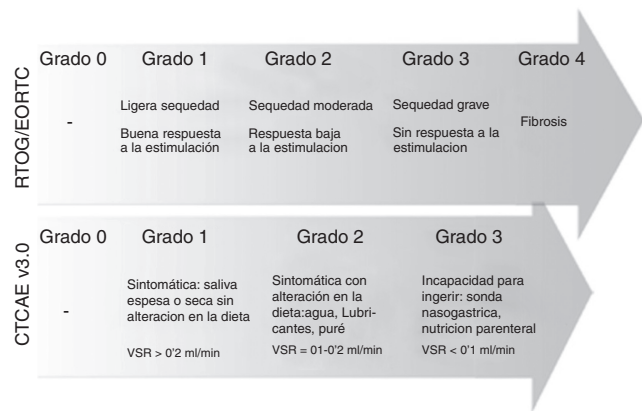 RTOG/EORTC
Grado 0 Grado 1 Grado 2 Grado 3 Grado 4
-
Ligera sequedad
Buena respuesta
a la estimulación
Sequedad moderada
Respuesta baja
a la estimulacion
Sequedad grave
Sin respuesta a la
estimulacion
Fibrosis
CTCAE v3.0
Grado 0 Grado 1 Grado 2 Grado 3
-
Sintomática: saliva
espesa o seca sin
alteracion en la dieta
VSR > 0'2 ml/min
Sintomática con
alteración en la
dieta:agua, Lubri-
cantes, puré
VSR = 01-0'2 ml/min
Incapacidad para
ingerir: sonda
nasogastrica,
nutricion parenteral
VSR < 0'1 ml/min